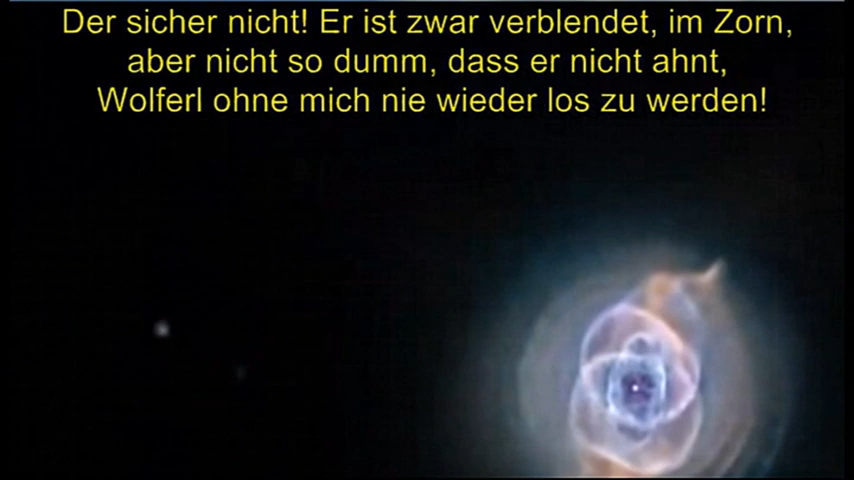 Der sicher nicht! Er ist zwar verblendet, im Zorn,
aber nicht so dumm, dass er nicht ahnt,
Wolferl ohne mich nie wieder los zu werden!